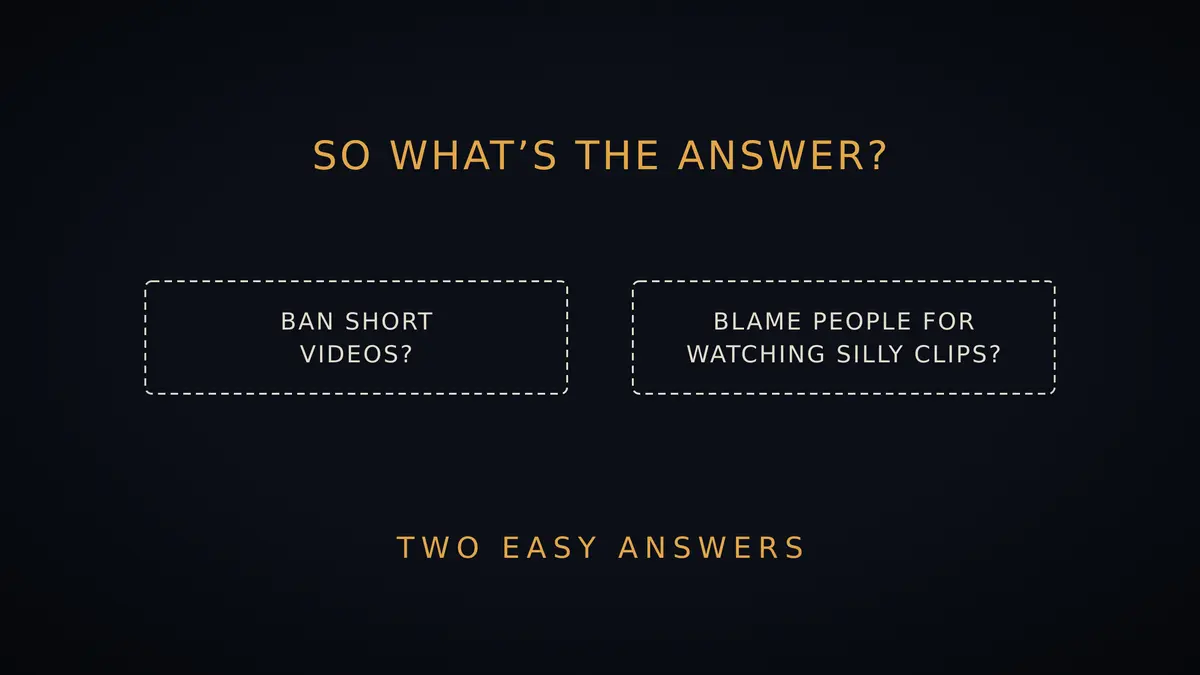 SO WHAT’S THE ANSWER?
BAN SHORT
VIDEOS?
BLAME PEOPLE FOR
WATCHING SILLY CLIPS?
TWO EASY ANSWERS